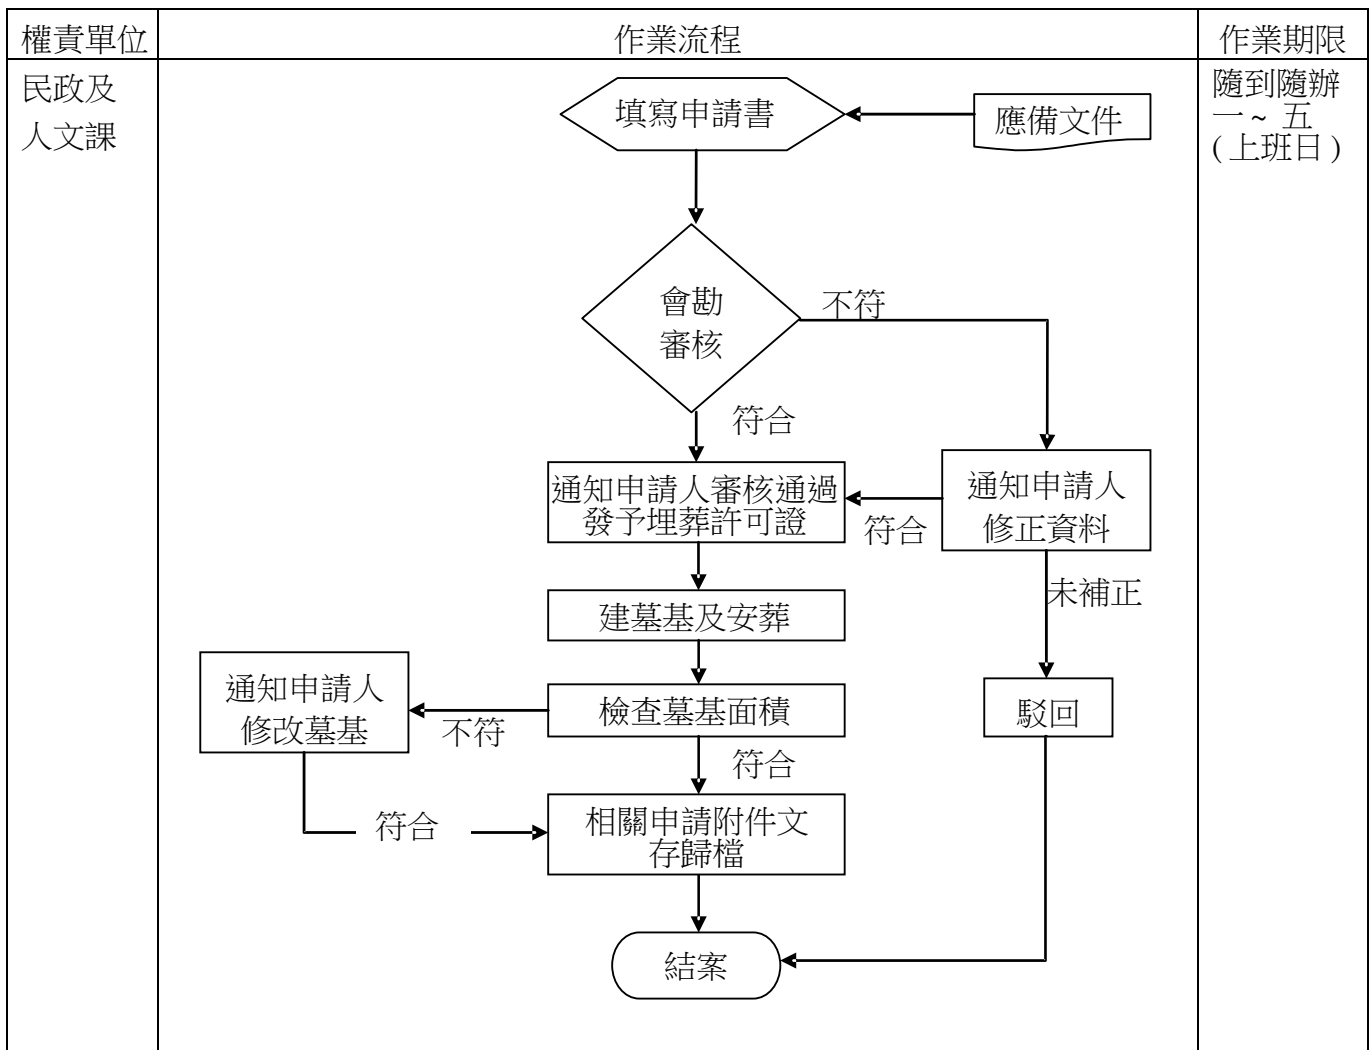 權責單位
作業流程
作業期限
民政及
人文課
隨到隨辦
一~五
(上班日)
填寫申請書
應備文件
會勘
審核
不符
符合
通知申請人審核通過
發予埋葬許可證
符合
通知申請人
修正資料
未補正
建墓基及安葬
通知申請人
修改墓基
不符
檢查墓基面積
駁回
符合
符合
相關申請附件文
存歸檔
結案